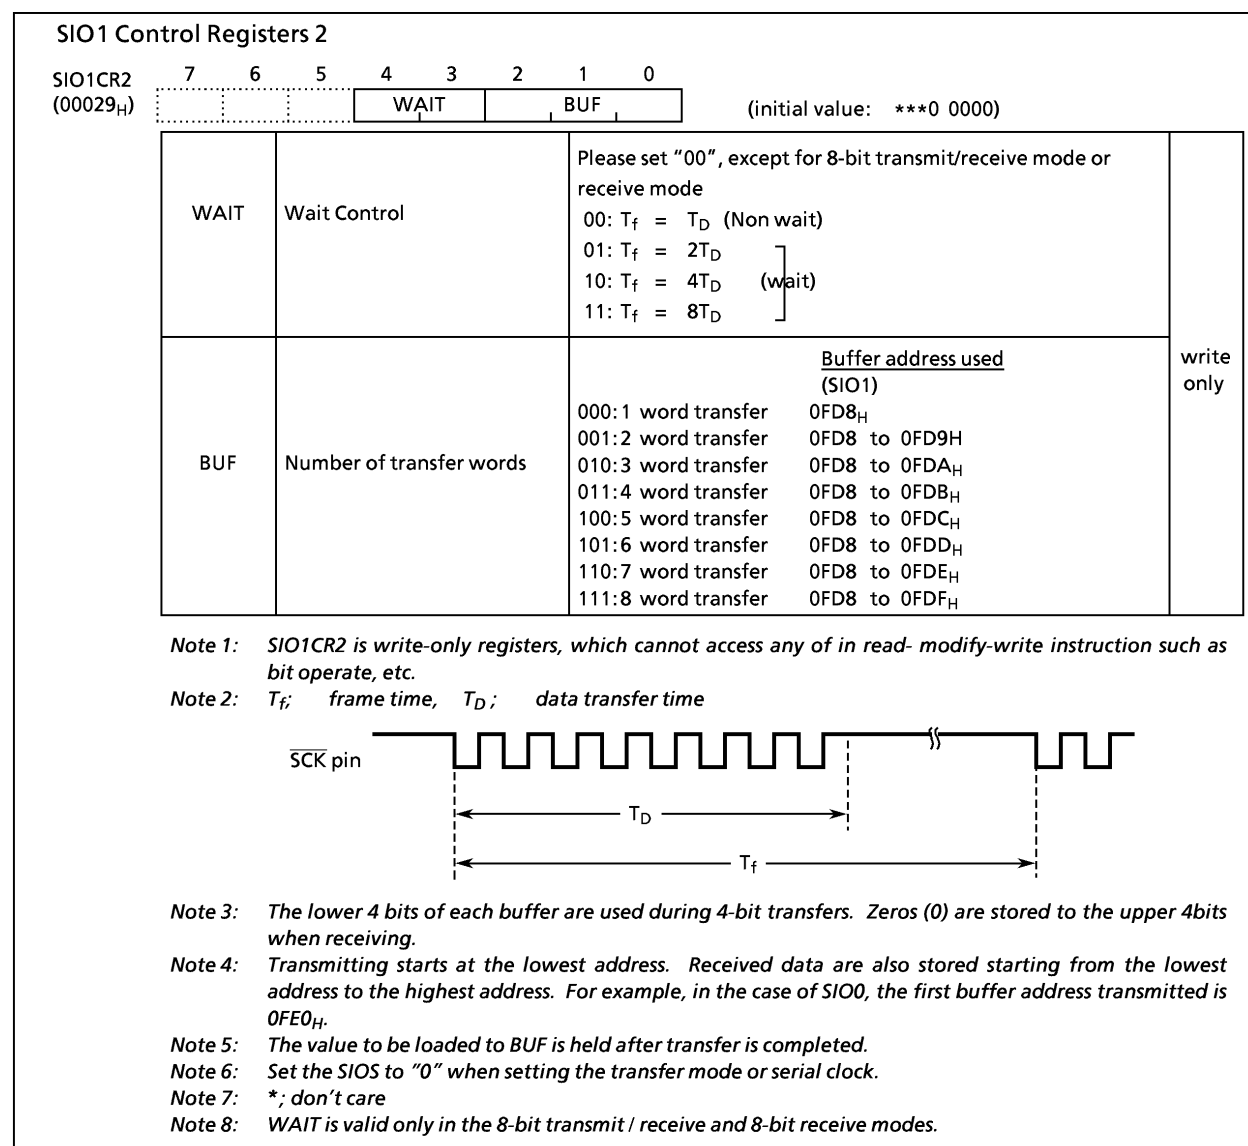 SIO1 Control Registers 2
SIO1CR2 7 6 5 4 3 2 1 0
(00029H) WAIT BUF (initial value: ***0 0000)
Please set "00", except for 8-bit transmit/receive mode or
receive mode
WAIT Wait Control
00: Tf = TD (Non wait)
01: Tf = 2TD
10: Tf = 4TD (wait)
11: Tf = 8TD
write
only
Buffer address used
(SIO1)
000:1 word transfer 0FD8H
001:2 word transfer 0FD8 to 0FD9H
BUF Number of transfer words
010:3 word transfer 0FD8 to 0FDAH
011:4 word transfer 0FD8 to 0FDBH
100:5 word transfer 0FD8 to 0FDCH
101:6 word transfer 0FD8 to 0FDDH
110:7 word transfer 0FD8 to 0FDEH
111:8 word transfer 0FD8 to 0FDFH
Note 1: SIO1CR2 is write-only registers, which cannot access any of in read- modify-write instruction such as
bit operate, etc.
Note 2: Tf; frame time, TD; data transfer time
SCK pin
TD
Tf
Note 3: The lower 4 bits of each buffer are used during 4-bit transfers. Zeros (0) are stored to the upper 4bits
when receiving.
Note 4: Transmitting starts at the lowest address. Received data are also stored starting from the lowest
address to the highest address. For example, in the case of SIO0, the first buffer address transmitted is
0FE0H.
Note 5: The value to be loaded to BUF is held after transfer is completed.
Note 6: Set the SIOS to "0" when setting the transfer mode or serial clock.
Note 7: *; don't care
Note 8: WAIT is valid only in the 8-bit transmit / receive and 8-bit receive modes.